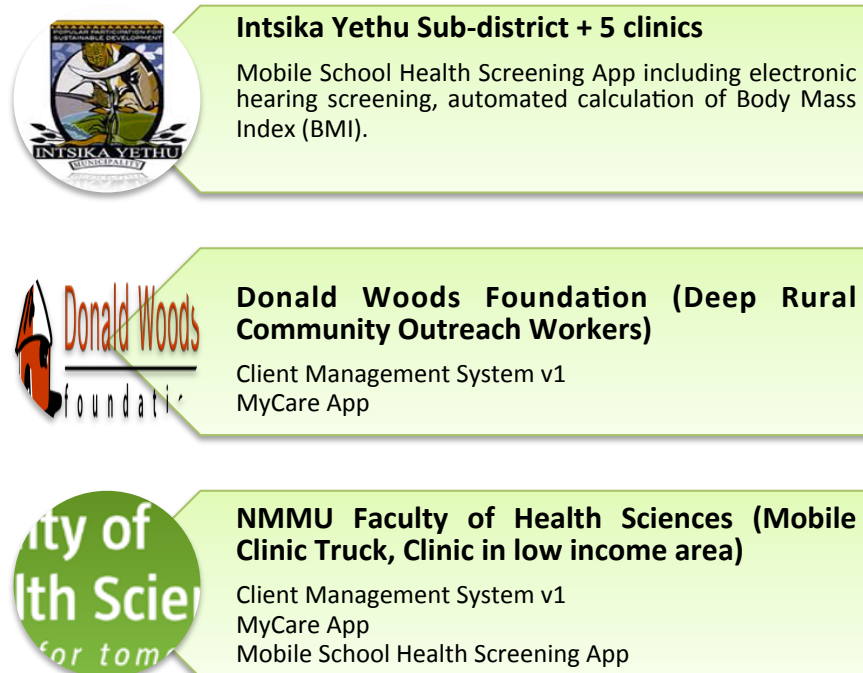 POPULAR PARTICIPATION FOR
SUSTAINABLE DEVELOPMENT
INTSIKA YETHU
MUNICIPALITY
Intsika Yethu Sub-district + 5 clinics
Mobile School Health Screening App including electronic
hearing screening, automated calculation of Body Mass
Index (BMI).
Donald Woods
foundati
Donald Woods Foundation (Deep Rural
Community Outreach Workers)
Client Management System v1
MyCare App
ity of
lth Scie
for tom
NMMU Faculty of Health Sciences (Mobile
Clinic Truck, Clinic in low income area)
Client Management System v1
MyCare App
Mobile School Health Screening App